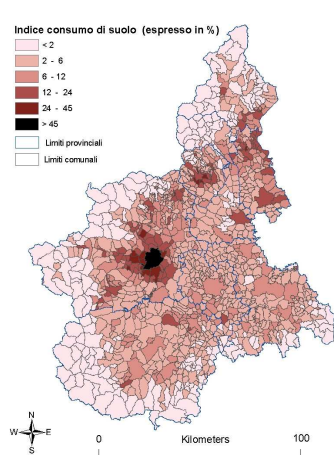 Indice consumo di suolo (espresso in %)
< 2
2 - 6
6 - 12
12 - 24
24 - 45
> 45
Limiti provinciali
Limiti comunali
N
W E
S
0 Kilometers 100